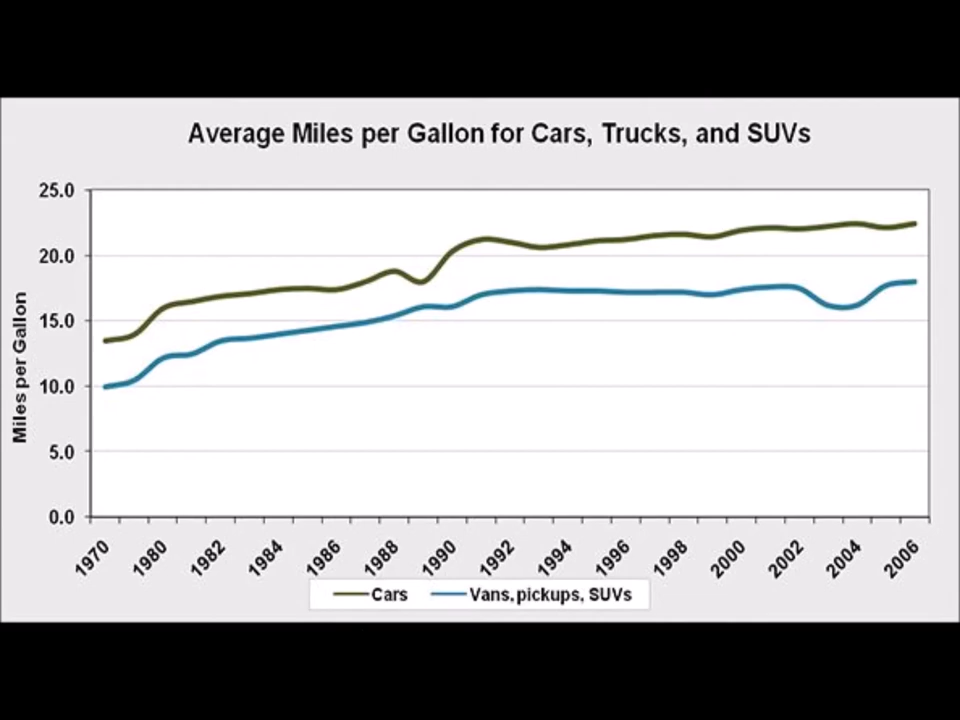 Average Miles per Gallon for Cars, Trucks, and SUVs
Miles per Gallon
25.0
20.0
15.0
10.0
5.0
0.0
1970 1980 1982 1984 1986 1988 1990 1992 1994 1996 1998 2000 2002 2004 2006
Cars Vans, pickups, SUVs